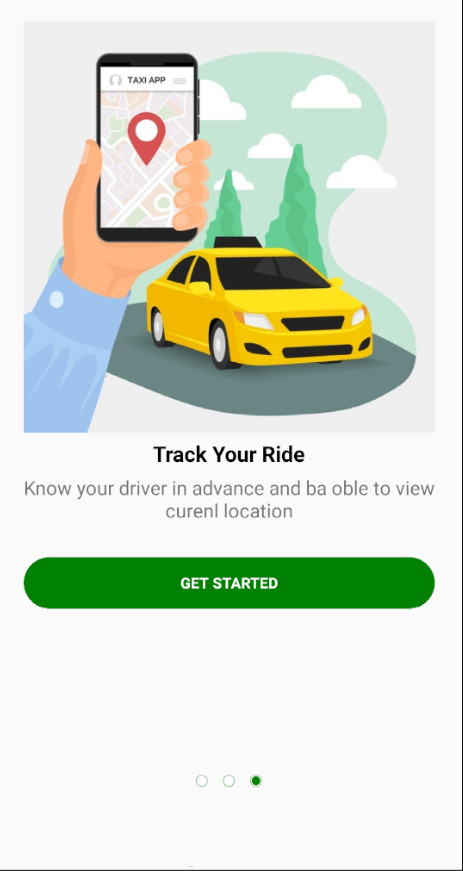 TAXI APP
Track Your Ride
Know your driver in advance and ba oble to view
curenl location
GET STARTED